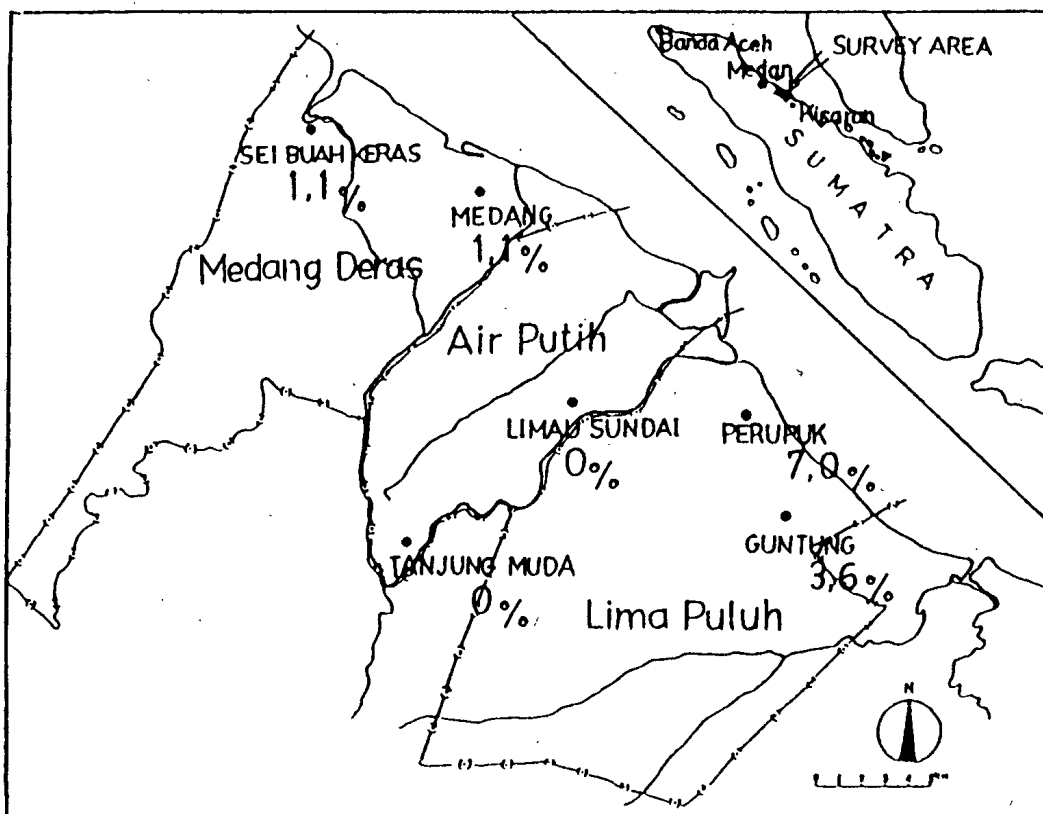 Banda Aceh
SURVEY AREA
Medan
Kisaran
SUMATRA
SEI BUAH KERAS
1,1%
MEDANG
1,1%
Medang Deras
Air Putih
LIMAU SUNDAI
0%
PERUPUK
7,0%
TANJUNG MUDA
0%
GUNTUNG
3,6%
Lima Puluh
N